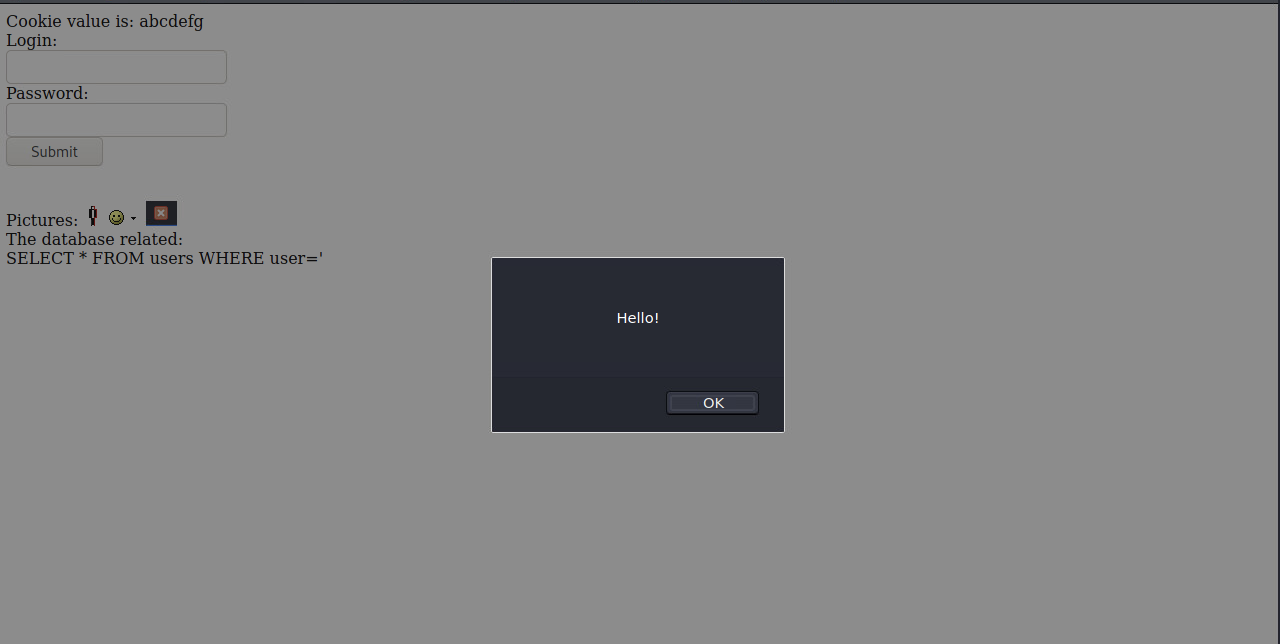 Cookie value is: abcdefg
Login:
Password:
Submit
Pictures:
The database related:
SELECT * FROM users WHERE user='
Hello!
OK